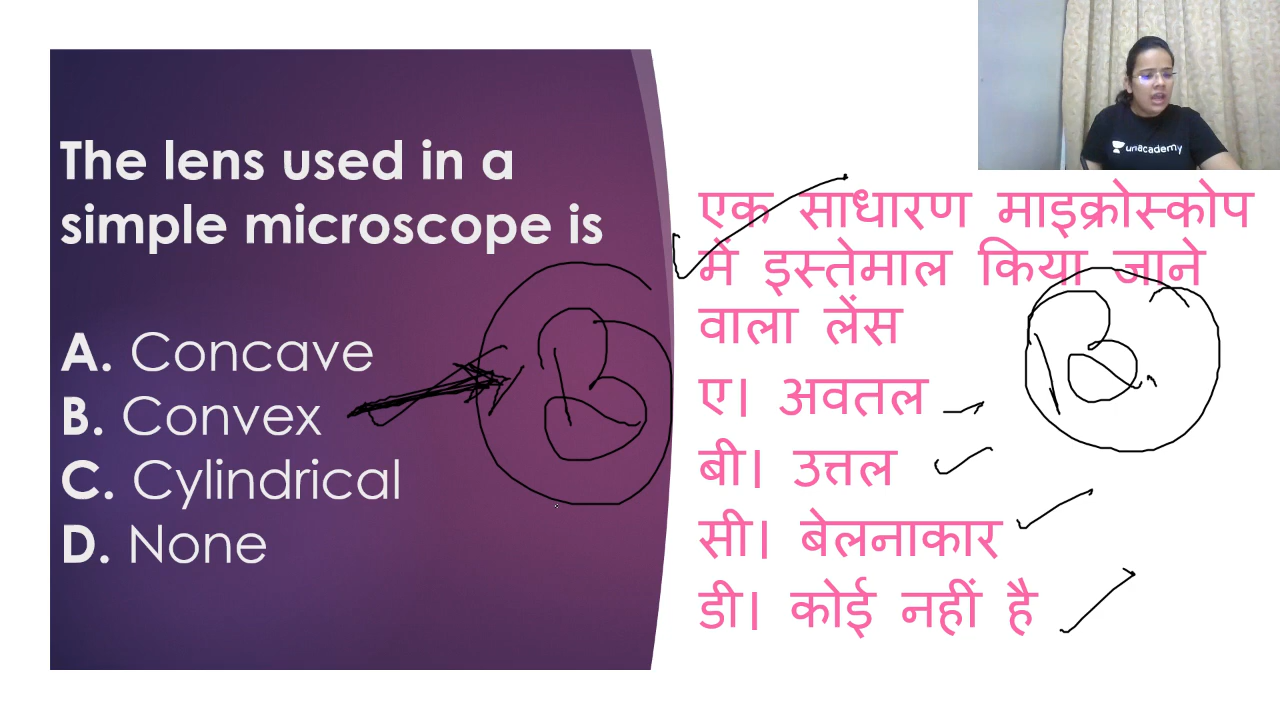 The lens used in a
simple microscope is
A. Concave
B. Convex
C. Cylindrical
D. None
एक साधारण माइक्रोस्कोप
में इस्तेमाल किया जाने
वाला लेंस
ए। अवतल
बी। उत्तल
सी। बेलनाकार
डी। कोई नहीं है
B
B
unacademy